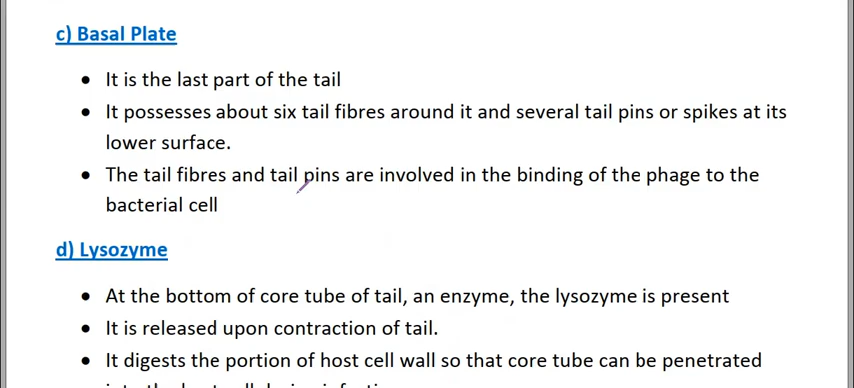 c) Basal Plate
• It is the last part of the tail
• It possesses about six tail fibres around it and several tail pins or spikes at its
lower surface.
• The tail fibres and tail pins are involved in the binding of the phage to the
bacterial cell
d) Lysozyme
• At the bottom of core tube of tail, an enzyme, the lysozyme is present
• It is released upon contraction of tail.
• It digests the portion of host cell wall so that core tube can be penetrated